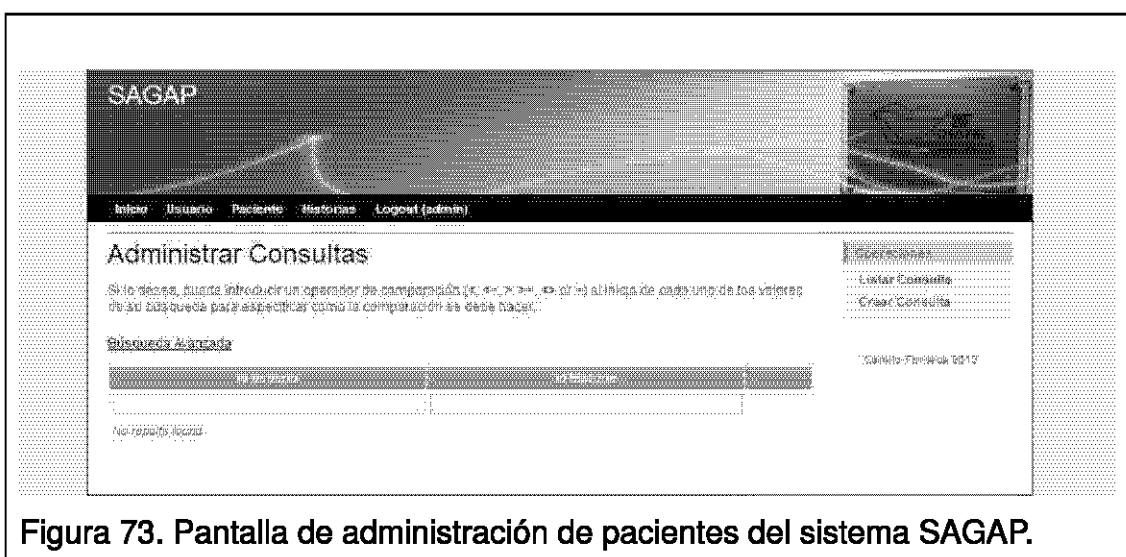 SAGAP
Inicio Usuario Paciente Historias Logout (admin)
Administrar Consultas
Si lo desea, puede introducir un operador de comparación (<, <=, >, >=, <> or =) al inicio de cada uno de los valores
de su búsqueda para especificar como la comparación se debe hacer.
Búsqueda Avanzada
No results found.
Operaciones
Listar Consulta
Crear Consulta
Figura 73. Pantalla de administración de pacientes del sistema SAGAP.